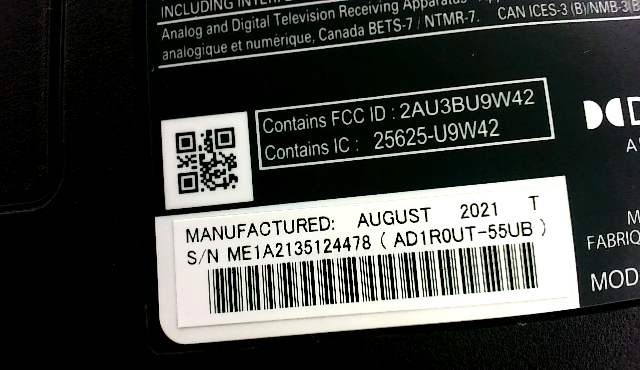 INCLUDING
Analog and Digital Television Receiving Apparatus
analogique et numérique, Canada BETS-7 / NTMR-7. CAN ICES-3 (B)/NMB-3
Contains FCC ID : 2AU3BU9W42
Contains IC : 25625-U9W42
MANUFACTURED: AUGUST 2021 T
S/N ME1A2135124478 ( AD1R0UT-55UB )
FABRIQ
MOD